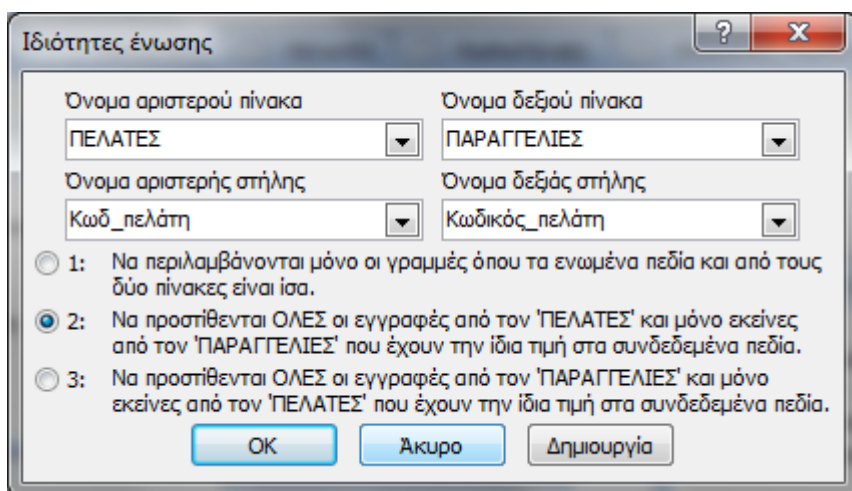 Ιδιότητες ένωσης
Όνομα αριστερού πίνακα Όνομα δεξιού πίνακα
ΠΕΛΑΤΕΣ ΠΑΡΑΓΓΕΛΙΕΣ
Όνομα αριστερής στήλης Όνομα δεξιάς στήλης
Κωδ_πελάτη Κωδικός_πελάτη
1: Να περιλαμβάνονται μόνο οι γραμμές όπου τα ενωμένα πεδία και από τους
δύο πίνακες είναι ίσα.
2: Να προστίθενται ΟΛΕΣ οι εγγραφές από τον 'ΠΕΛΑΤΕΣ' και μόνο εκείνες
από τον 'ΠΑΡΑΓΓΕΛΙΕΣ' που έχουν την ίδια τιμή στα συνδεδεμένα πεδία.
3: Να προστίθενται ΟΛΕΣ οι εγγραφές από τον 'ΠΑΡΑΓΓΕΛΙΕΣ' και μόνο
εκείνες από τον 'ΠΕΛΑΤΕΣ' που έχουν την ίδια τιμή στα συνδεδεμένα πεδία.
OK Άκυρο Δημιουργία